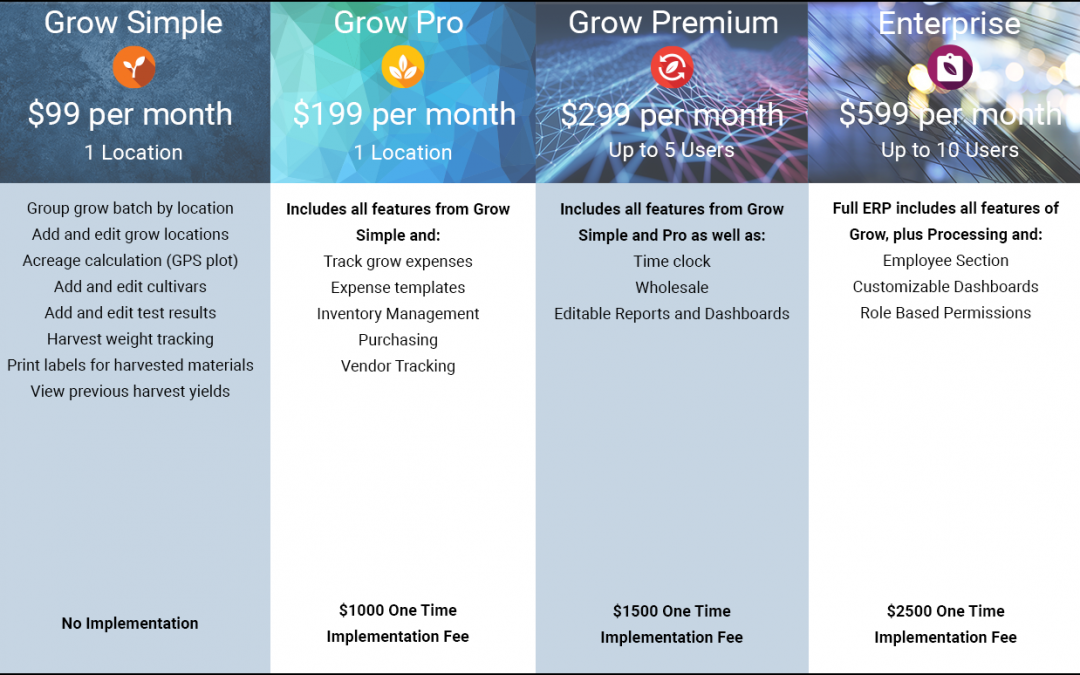 Grow Simple
$99 per month
1 Location
Group grow batch by location
Add and edit grow locations
Acreage calculation (GPS plot)
Add and edit cultivars
Add and edit test results
Harvest weight tracking
Print labels for harvested materials
View previous harvest yields
No Implementation
Grow Pro
$199 per month
1 Location
Includes all features from Grow
Simple and:
Track grow expenses
Expense templates
Inventory Management
Purchasing
Vendor Tracking
$1000 One Time
Implementation Fee
Grow Premium
$299 per month
Up to 5 Users
Includes all features from Grow
Simple and Pro as well as:
Time clock
Wholesale
Editable Reports and Dashboards
$1500 One Time
Implementation Fee
Enterprise
$599 per month
Up to 10 Users
Full ERP includes all features of
Grow, plus Processing and:
Employee Section
Customizable Dashboards
Role Based Permissions
$2500 One Time
Implementation Fee